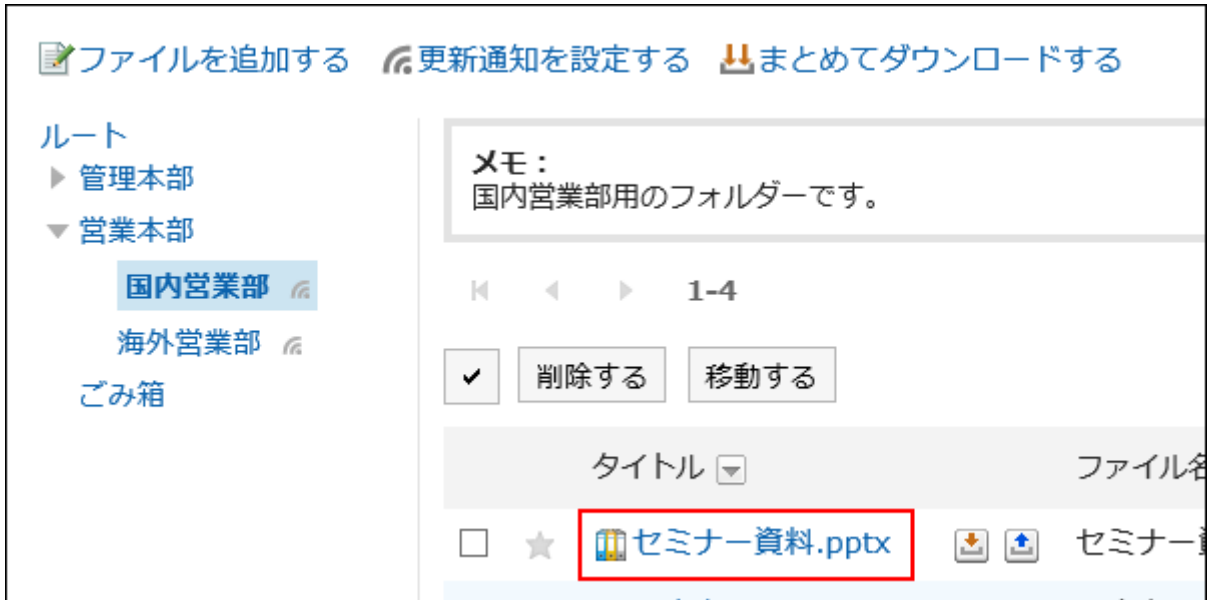 ファイルを追加する 更新通知を設定する まとめてダウンロードする
ルート
管理本部
営業本部
国内営業部
海外営業部
ごみ箱
メモ：
国内営業部用のフォルダーです。
1-4
削除する 移動する
タイトル ファイル名
セミナー資料.pptx セミナー